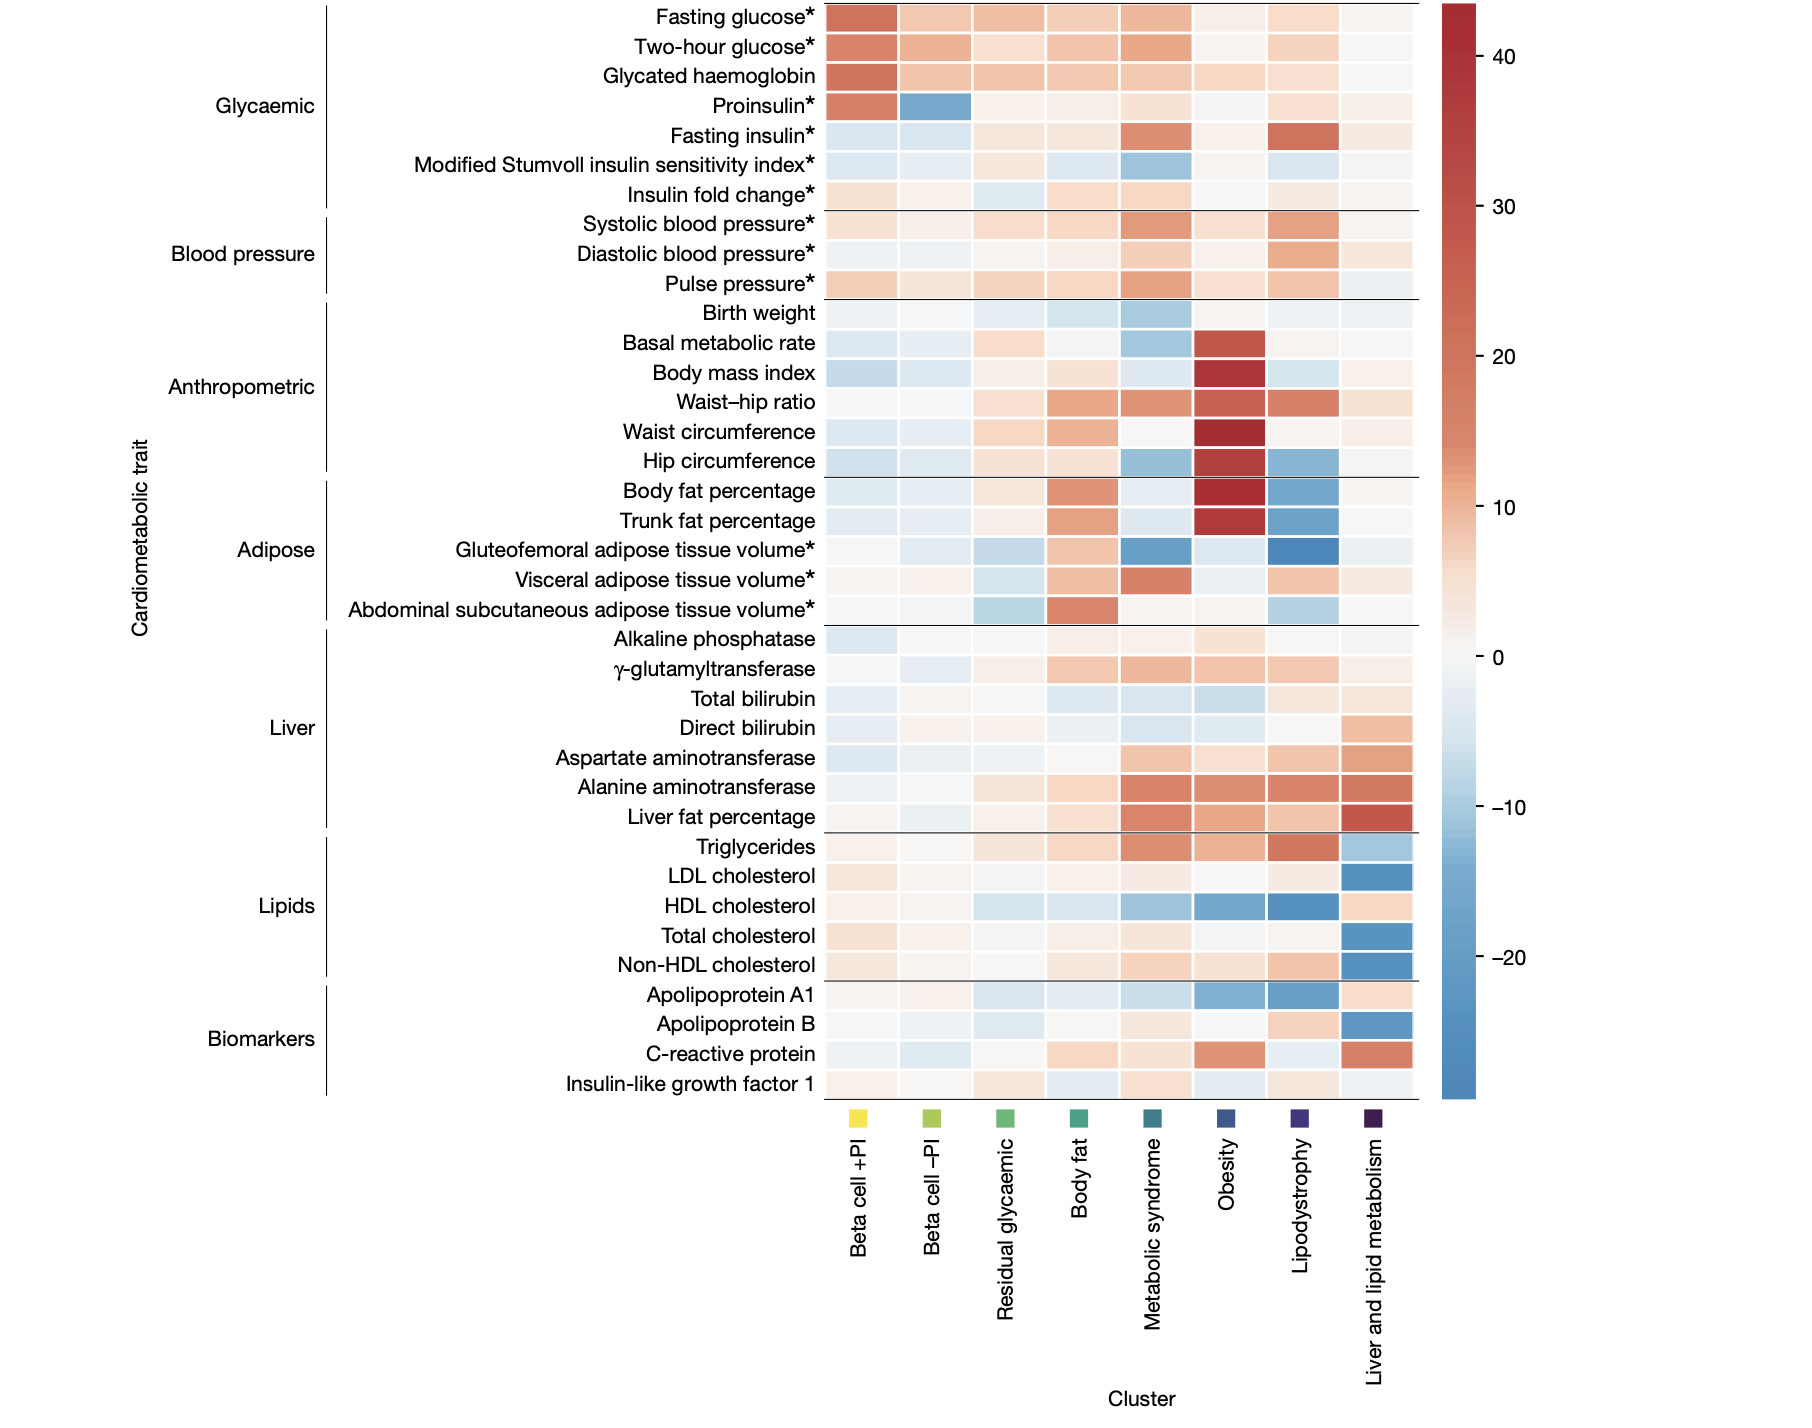 Cardiometabolic trait
Glycaemic
Fasting glucose*
Two-hour glucose*
Glycated haemoglobin
Proinsulin*
Fasting insulin*
Modified Stumvoll insulin sensitivity index*
Insulin fold change*
Blood pressure
Systolic blood pressure*
Diastolic blood pressure*
Pulse pressure*
Anthropometric
Birth weight
Basal metabolic rate
Body mass index
Waist–hip ratio
Waist circumference
Hip circumference
Adipose
Body fat percentage
Trunk fat percentage
Gluteofemoral adipose tissue volume*
Visceral adipose tissue volume*
Abdominal subcutaneous adipose tissue volume*
Liver
Alkaline phosphatase
γ-glutamyltransferase
Total bilirubin
Direct bilirubin
Aspartate aminotransferase
Alanine aminotransferase
Liver fat percentage
Lipids
Triglycerides
LDL cholesterol
HDL cholesterol
Total cholesterol
Non-HDL cholesterol
Biomarkers
Apolipoprotein A1
Apolipoprotein B
C-reactive protein
Insulin-like growth factor 1
40
30
20
10
0
–10
–20
Beta cell +PI
Beta cell –PI
Residual glycaemic
Body fat
Metabolic syndrome
Obesity
Lipodystrophy
Liver and lipid metabolism
Cluster